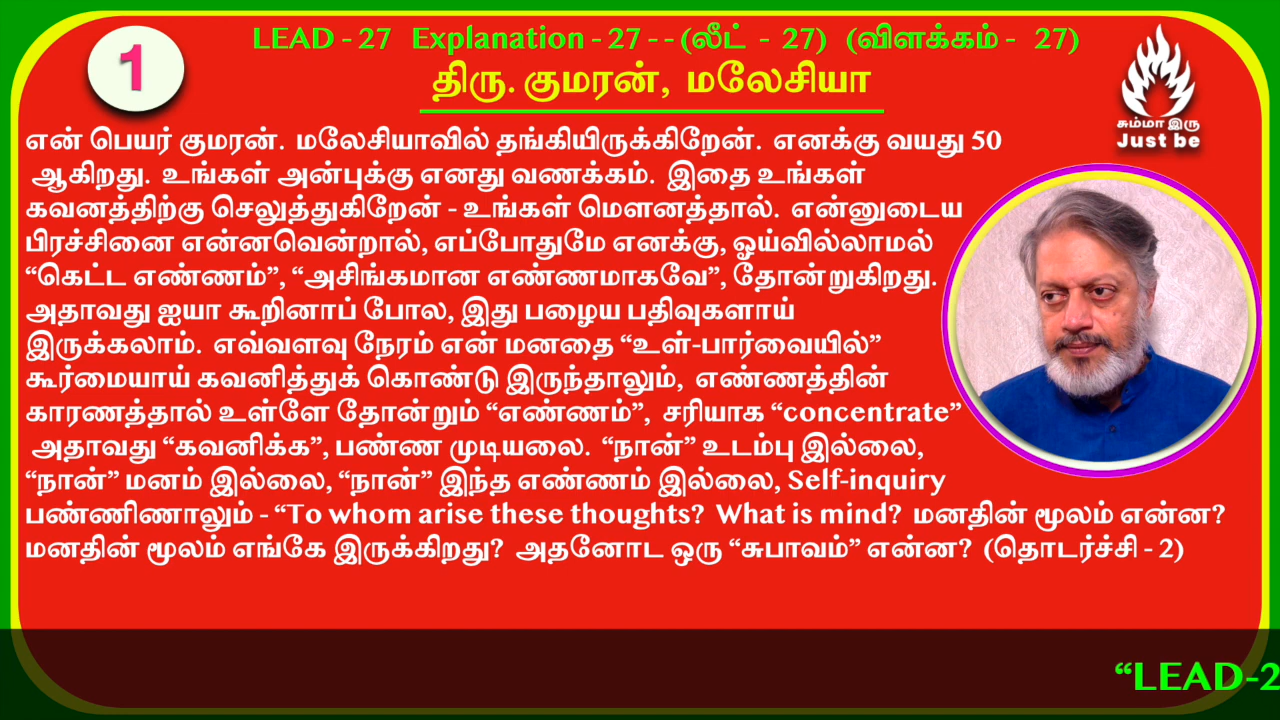 1
LEAD - 27 Explanation - 27 - - (லீட் - 27) (விளக்கம் - 27)
திரு. குமரன், மலேசியா
சும்மா இரு
Just be
என் பெயர் குமரன். மலேசியாவில் தங்கியிருக்கிறேன். எனக்கு வயது 50
ஆகிறது. உங்கள் அன்புக்கு எனது வணக்கம். இதை உங்கள்
கவனத்திற்கு செலுத்துகிறேன் - உங்கள் மௌனத்தால். என்னுடைய
பிரச்சினை என்னவென்றால், எப்போதுமே எனக்கு, ஓய்வில்லாமல்
“கெட்ட எண்ணம்”, “அசிங்கமான எண்ணமாகவே”, தோன்றுகிறது.
அதாவது ஐயா கூறினாப் போல, இது பழைய பதிவுகளாய்
இருக்கலாம். எவ்வளவு நேரம் என் மனதை “உள்-பார்வையில்”
கூர்மையாய் கவனித்துக் கொண்டு இருந்தாலும், எண்ணத்தின்
காரணத்தால் உள்ளே தோன்றும் “எண்ணம்”, சரியாக “concentrate”
அதாவது “கவனிக்க”, பண்ண முடியலை. “நான்” உடம்பு இல்லை,
“நான்” மனம் இல்லை, “நான்” இந்த எண்ணம் இல்லை, Self-inquiry
பண்ணிணாலும் - “To whom arise these thoughts? What is mind? மனதின் மூலம் என்ன?
மனதின் மூலம் எங்கே இருக்கிறது? அதனோட ஒரு “சுபாவம்” என்ன? (தொடர்ச்சி - 2)
“LEAD-2